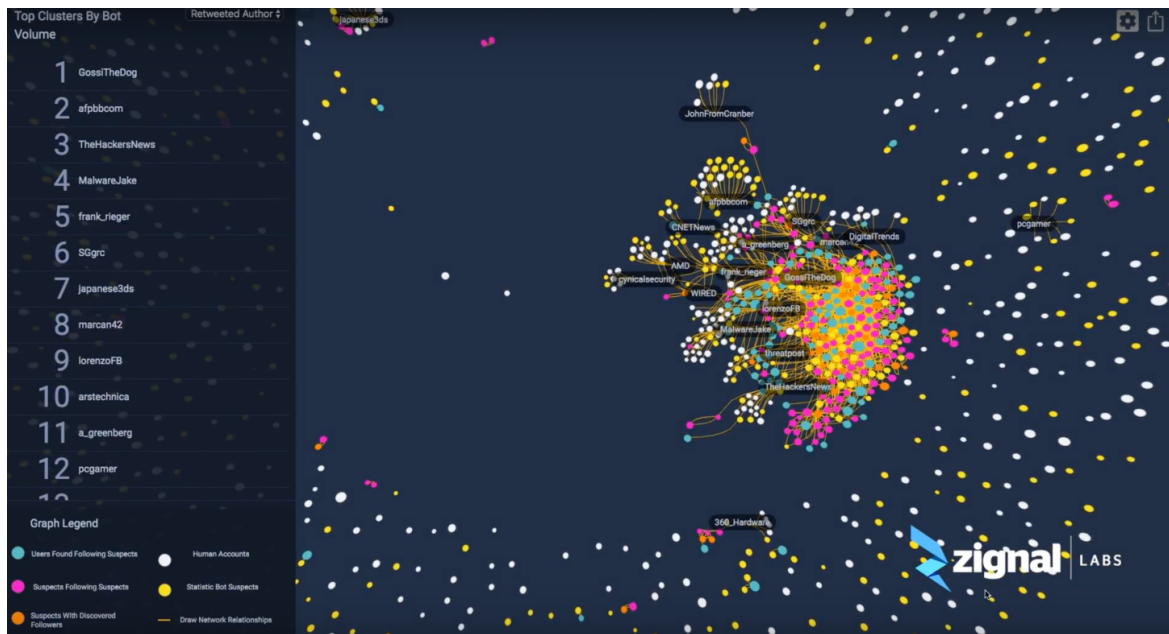 Top Clusters By Bot
Volume
Retweeted Author
1 GossiTheDog
2 afpbbcom
3 TheHackersNews
4 MalwareJake
5 frank_rieger
6 SGgrc
7 japanese3ds
8 marcan42
9 lorenzoFB
10 arstechnica
11 a_greenberg
12 pcgamer
Graph Legend
Users Found Following Suspects
Human Accounts
Suspects Following Suspects
Statistic Bot Suspects
Suspects With Discovered
Followers
Draw Network Relationships
japanese3ds
JohnFromCranber
afpbbcom
CNETNews
SGgrc
a_greenberg
DigitalTrends
pcgamer
AMD
frank_rieger
GossiTheDog
cynicalsecurity
WIRED
lorenzoFB
MalwareJake
threatpost
TheHackersNews
360_Hardware
zignal LABS